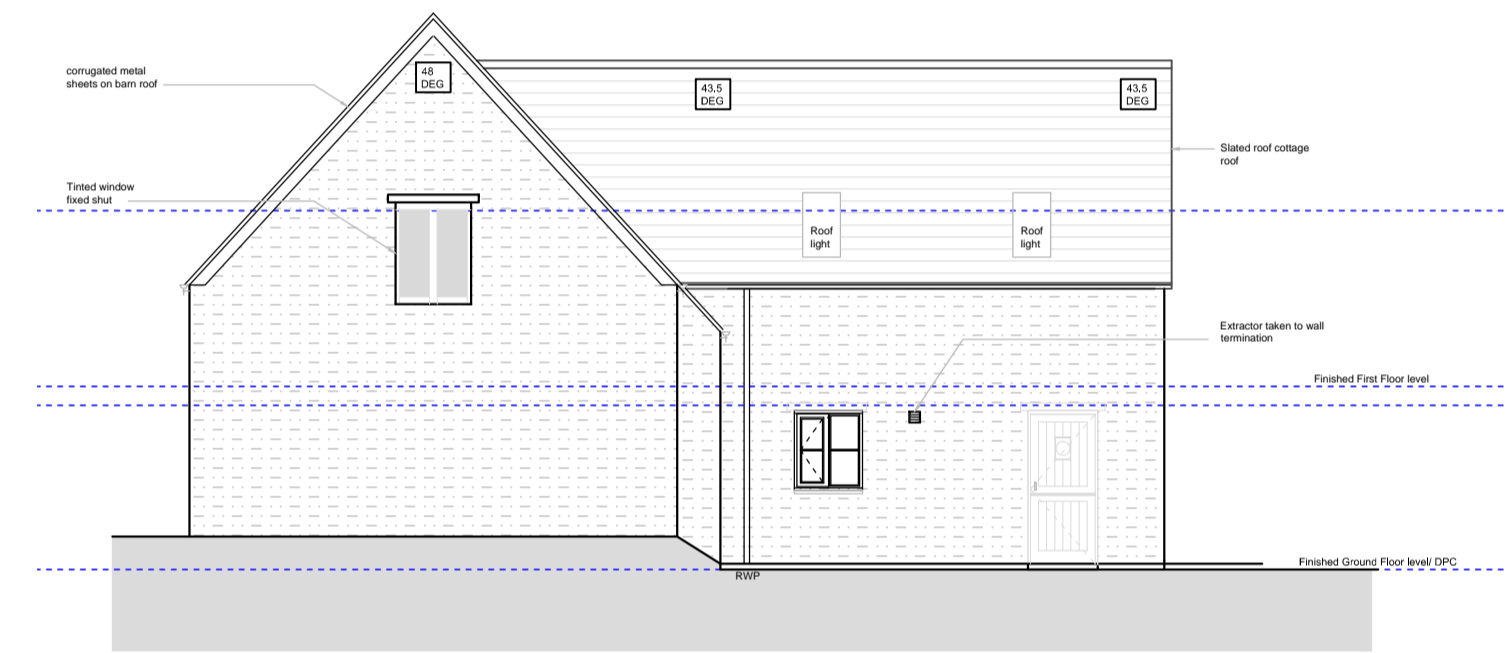 corrugated metal
sheets on barn roof
48
DEG
43.5
DEG
43.5
DEG
Slated roof cottage
roof
Tinted window
fixed shut
Roof
light
Roof
light
Extractor taken to wall
termination
Finished First Floor level
Finished Ground Floor level/ DPC
RWP